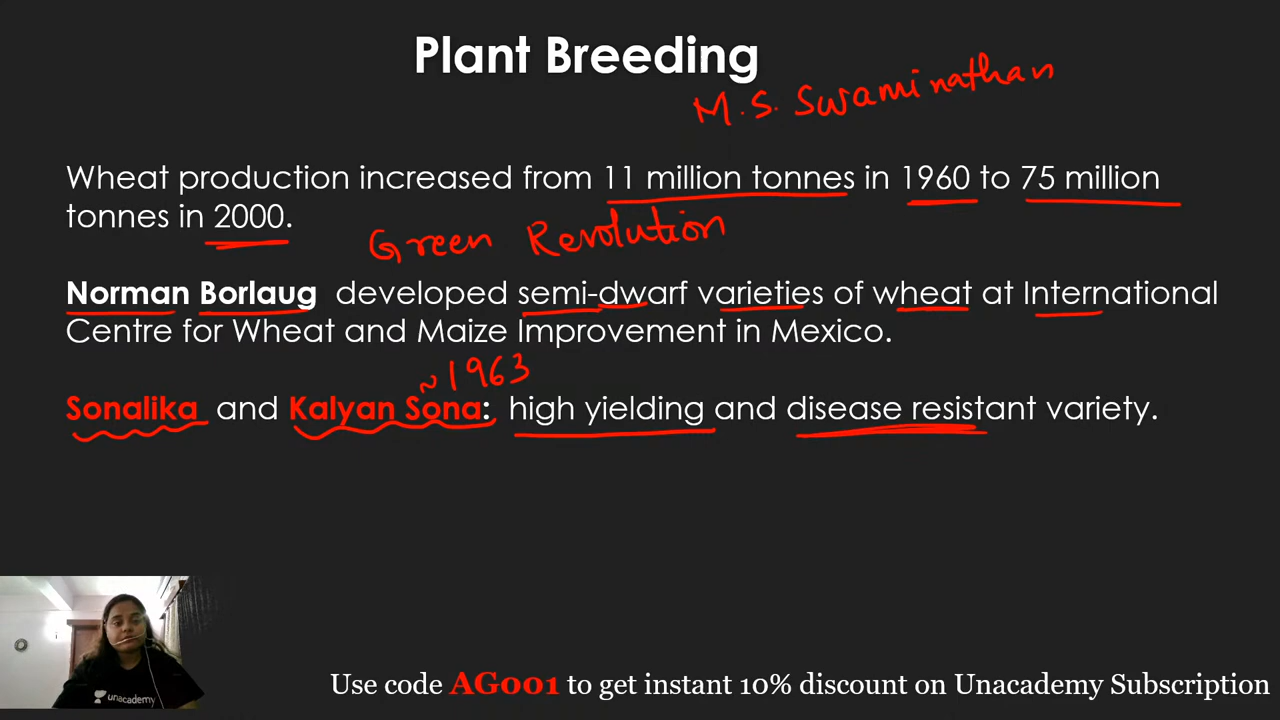 Plant Breeding
M.S. Swaminathan
Wheat production increased from 11 million tonnes in 1960 to 75 million
tonnes in 2000.
Green Revolution
Norman Borlaug developed semi-dwarf varieties of wheat at International
Centre for Wheat and Maize Improvement in Mexico.
~1963
Sonalika and Kalyan Sona: high yielding and disease resistant variety.
unacademy
Use code AG001 to get instant 10% discount on Unacademy Subscription